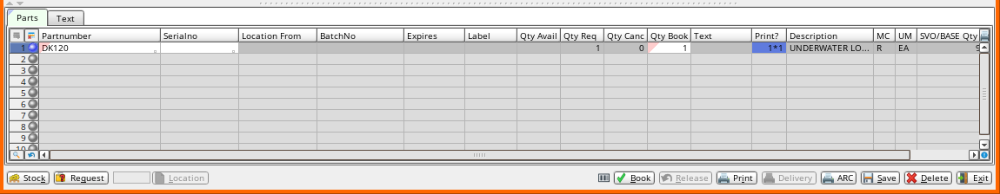 Parts Text
Partnumber Serialno Location From BatchNo Expires Label Qty Avail Qty Req Qty Canc Qty Book Text Print? Description MC UM SVO/BASE Qty
1 DK120 1 0 1 1*1 UNDERWATER LO... R EA 9
2
3
4
5
6
7
8
9
10
Stock Request Location Book Release Print Delivery ARC Save Delete Exit